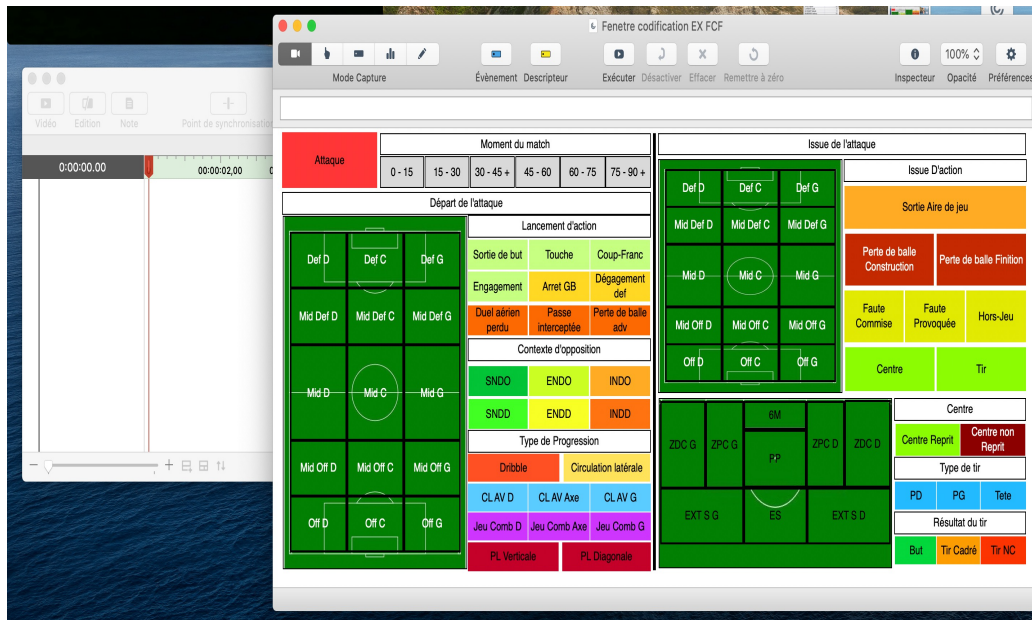 Fenetre codification EX FCF
Mode Capture
Évènement
Descripteur
Exécuter
Désactiver
Effacer
Remettre à zéro
Inspecteur
100%
Opacité
Préférences
Vidéo
Edition
Note
Point de synchronisation
0:00:00.00
00:00:02,00
Attaque
Moment du match
0 - 15
15 - 30
30 - 45 +
45 - 60
60 - 75
75 - 90 +
Départ de l'attaque
Def D
Def C
Def G
Mid Def D
Mid Def C
Mid Def G
Mid D
Mid C
Mid G
Mid Off D
Mid Off C
Mid Off G
Off D
Off C
Off G
Lancement d'action
Sortie de but
Touche
Coup-Franc
Engagement
Arret GB
Dégagement
def
Duel aérien
perdu
Passe
interceptée
Perte de balle
adv
Contexte d'opposition
SNDO
ENDO
INDO
SNDD
ENDD
INDD
Type de Progression
Dribble
Circulation latérale
CL AV D
CL AV Axe
CL AV G
Jeu Comb D
Jeu Comb Axe
Jeu Comb G
PL Verticale
PL Diagonale
Issue de l'attaque
Def D
Def C
Def G
Mid Def D
Mid Def C
Mid Def G
Mid D
Mid C
Mid G
Mid Off D
Mid Off C
Mid Off G
Off D
Off C
Off G
Issue D'action
Sortie Aire de jeu
Perte de balle
Construction
Perte de balle Finition
Faute
Commise
Faute
Provoquée
Hors-Jeu
Centre
Tir
ZDC G
ZPC G
6M
PP
ZPC D
ZDC D
EXT S G
ES
EXT S D
Centre
Centre Reprit
Centre non
Reprit
Type de tir
PD
PG
Tete
Résultat du tir
But
Tir Cadré
Tir NC